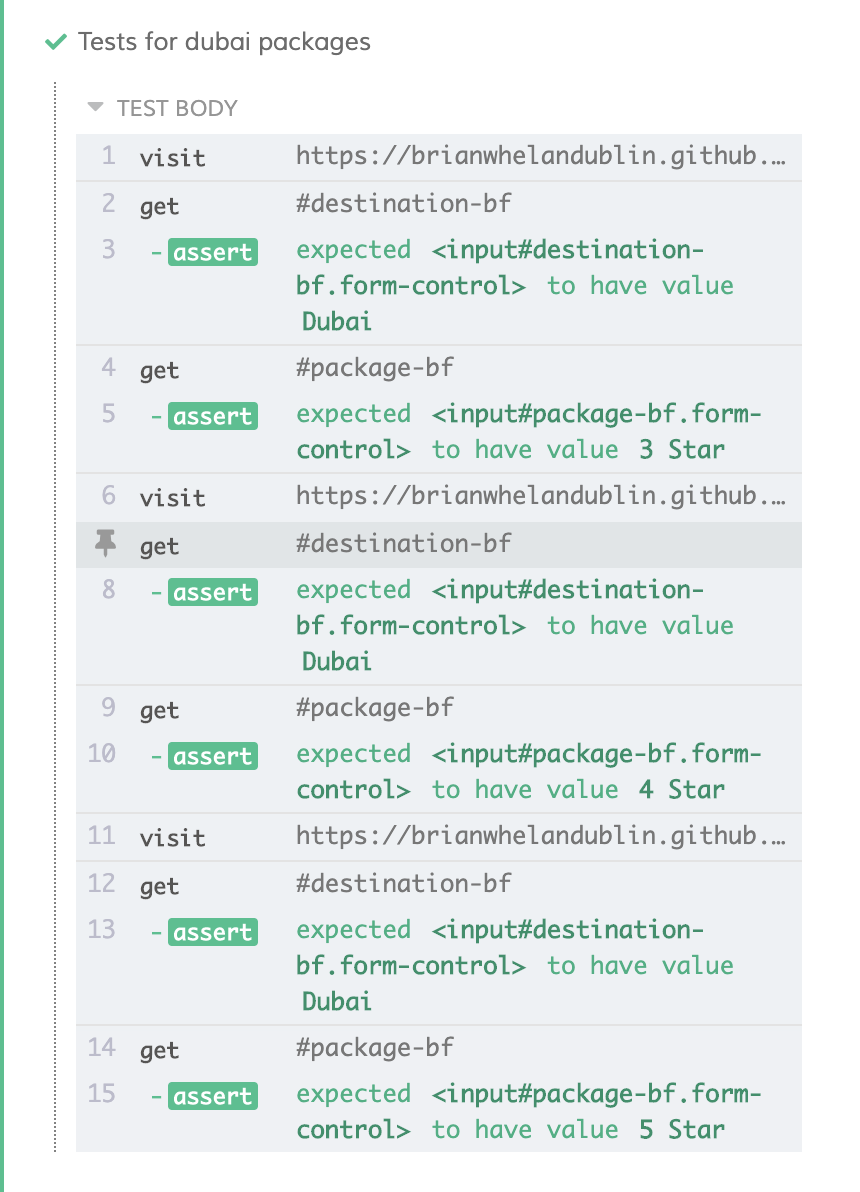 Tests for dubai packages
TEST BODY
1 visit https://brianwhelandublin.github.…
2 get #destination-bf
3 -assert expected <input#destination-
bf.form-control> to have value
Dubai
4 get #package-bf
5 -assert expected <input#package-bf.form-
control> to have value 3 Star
6 visit https://brianwhelandublin.github.…
get #destination-bf
8 -assert expected <input#destination-
bf.form-control> to have value
Dubai
9 get #package-bf
10 -assert expected <input#package-bf.form-
control> to have value 4 Star
11 visit https://brianwhelandublin.github.…
12 get #destination-bf
13 -assert expected <input#destination-
bf.form-control> to have value
Dubai
14 get #package-bf
15 -assert expected <input#package-bf.form-
control> to have value 5 Star